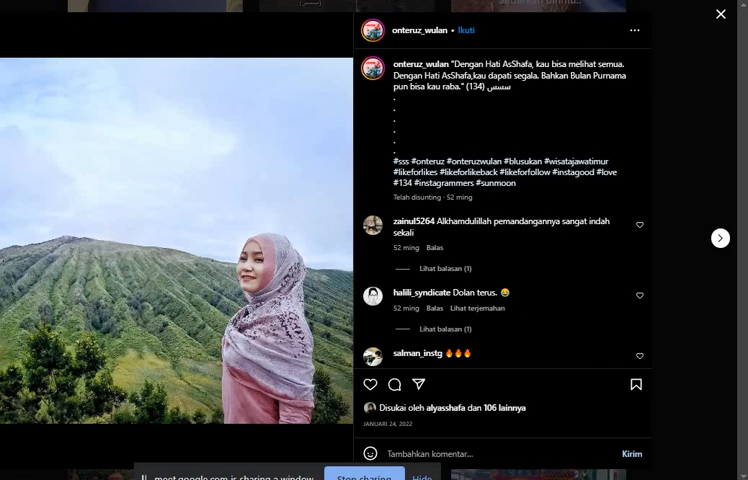 onteruz_wulan • Ikuti
onteruz_wulan "Dengan Hati AsShafa, kau bisa melihat semua.
Dengan Hati AsShafa,kau dapati segala. Bahkan Bulan Purnama
pun bisa kau raba." (134) سسس
.
.
.
.
.
.
#sss #onteruz #onteruzwulan #blusukan #wisatajawatimur
#likeforlikes #likeforlikeback #likeforfollow #instagood #love
#134 #instagrammers #sunmoon
Telah disunting · 52 ming
zainul5264 Alkhamdulillah pemandangannya sangat indah
sekali
52 ming Balas
Lihat balasan (1)
halili_syndicate Dolan terus. 😄
52 ming Balas Lihat terjemahan
Lihat balasan (1)
salman_instg 🔥🔥🔥
Disukai oleh alyasshafa dan 106 lainnya
JANUARI 24, 2022
Tambahkan komentar...
Kirim
meet.google.com is sharing a window.
Stop sharing
Hide